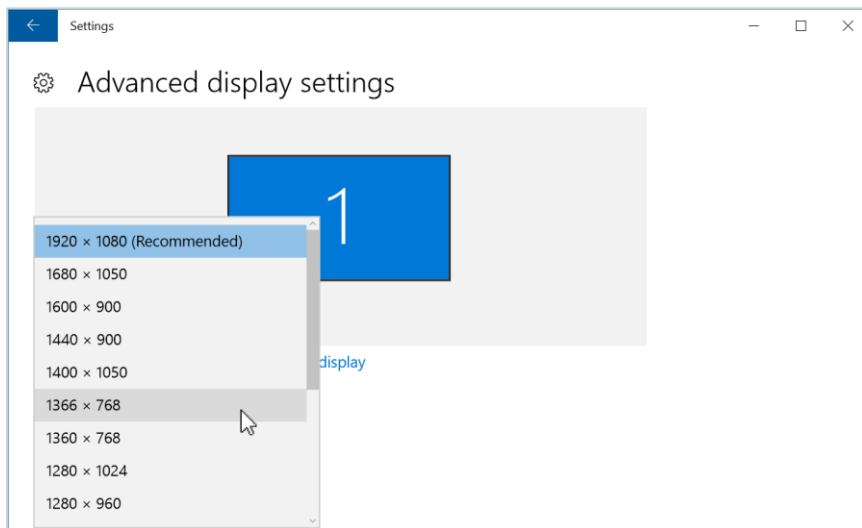 Settings
Advanced display settings
1
1920 × 1080 (Recommended)
1680 × 1050
1600 × 900
1440 × 900
1400 × 1050
display
1366 × 768
1360 × 768
1280 × 1024
1280 × 960